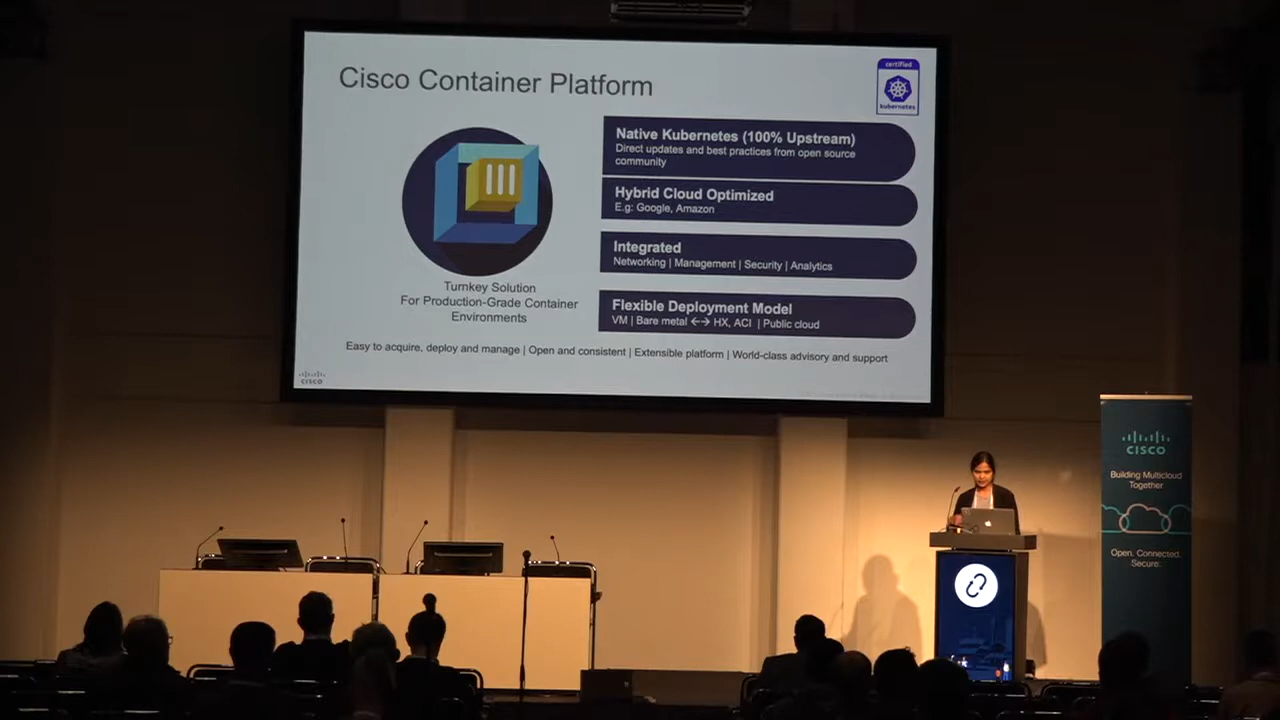 Cisco Container Platform
certified
kubernetes
Native Kubernetes (100% Upstream)
Direct updates and best practices from open source
community
Hybrid Cloud Optimized
E.g: Google, Amazon
Integrated
Networking | Management | Security | Analytics
Flexible Deployment Model
VM | Bare metal <-> HX, ACI | Public cloud
Turnkey Solution
For Production-Grade Container
Environments
Easy to acquire, deploy and manage | Open and consistent | Extensible platform | World-class advisory and support
CISCO
CISCO
Building Multicloud
Together
Open. Connected.
Secure.